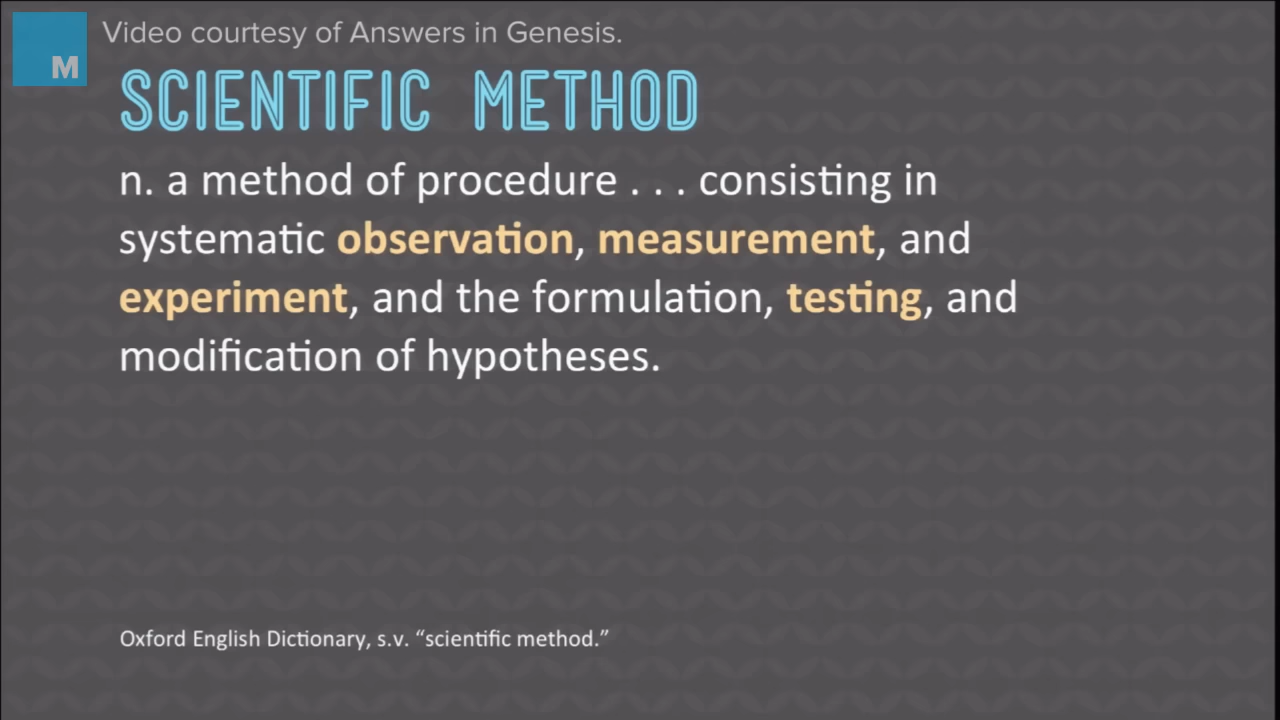 M
Video courtesy of Answers in Genesis.
SCIENTIFIC METHOD
n. a method of procedure . . . consisting in
systematic observation, measurement, and
experiment, and the formulation, testing, and
modification of hypotheses.
Oxford English Dictionary, s.v. “scientific method.”